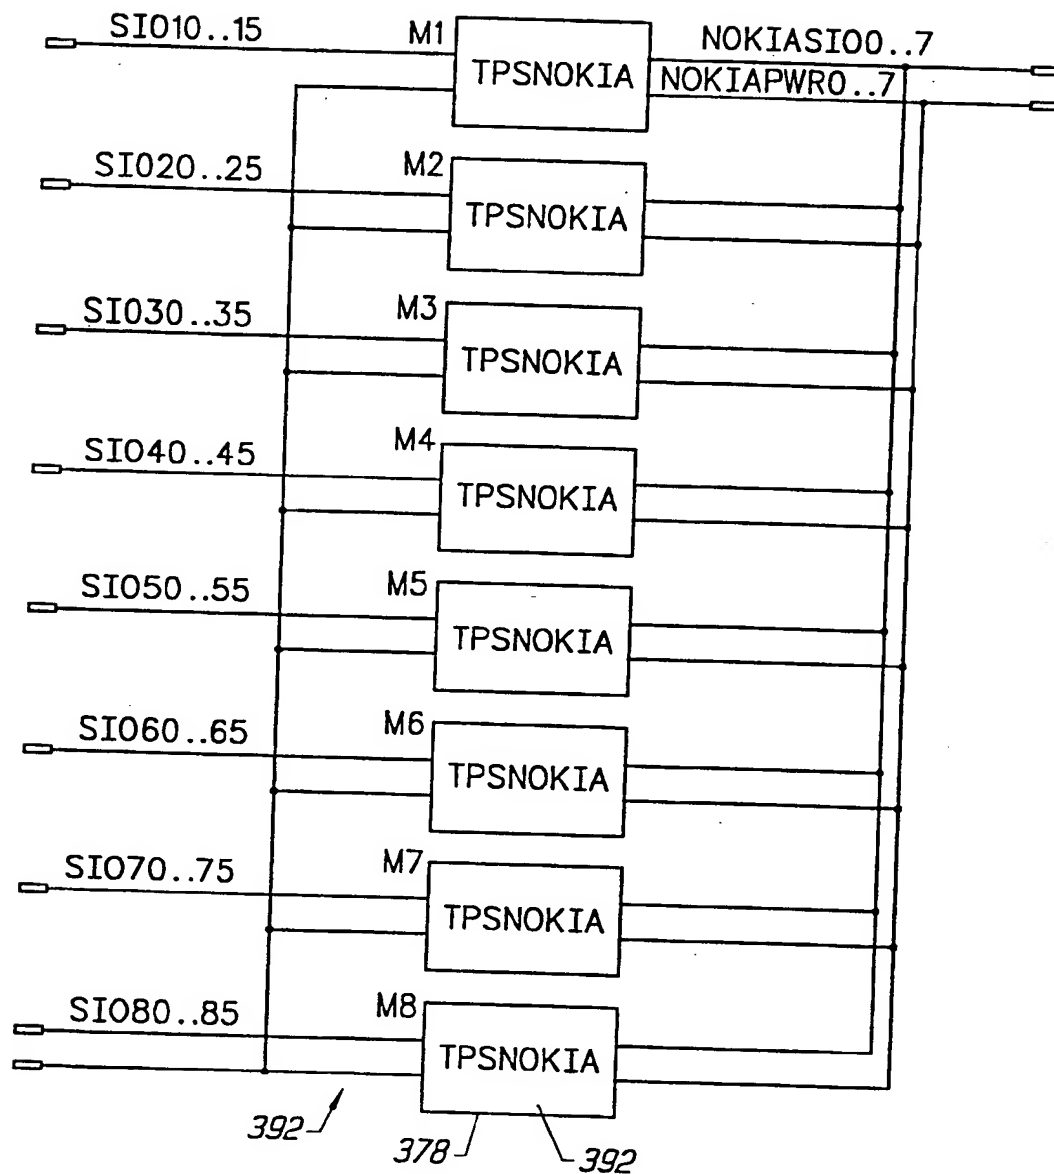 SIO10..15 M1 TPSNOKIA NOKIASIO0..7
NOKIAPWR0..7
SIO20..25 M2 TPSNOKIA
SIO30..35 M3 TPSNOKIA
SIO40..45 M4 TPSNOKIA
SIO50..55 M5 TPSNOKIA
SIO60..65 M6 TPSNOKIA
SIO70..75 M7 TPSNOKIA
SIO80..85 M8 TPSNOKIA
392
378
392